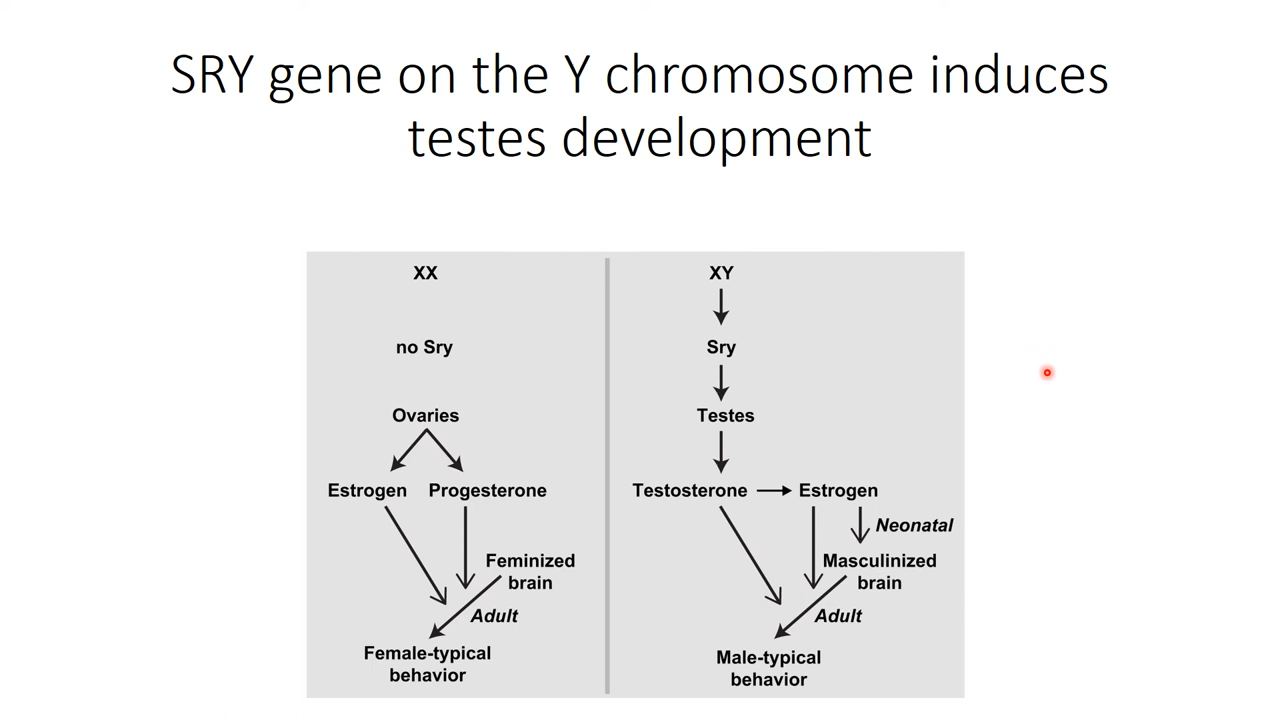 SRY gene on the Y chromosome induces
testes development
XX
no Sry
Ovaries
Estrogen Progesterone
Feminized
brain
Adult
Female-typical
behavior
XY
Sry
Testes
Testosterone Estrogen
Neonatal
Masculinized
brain
Adult
Male-typical
behavior